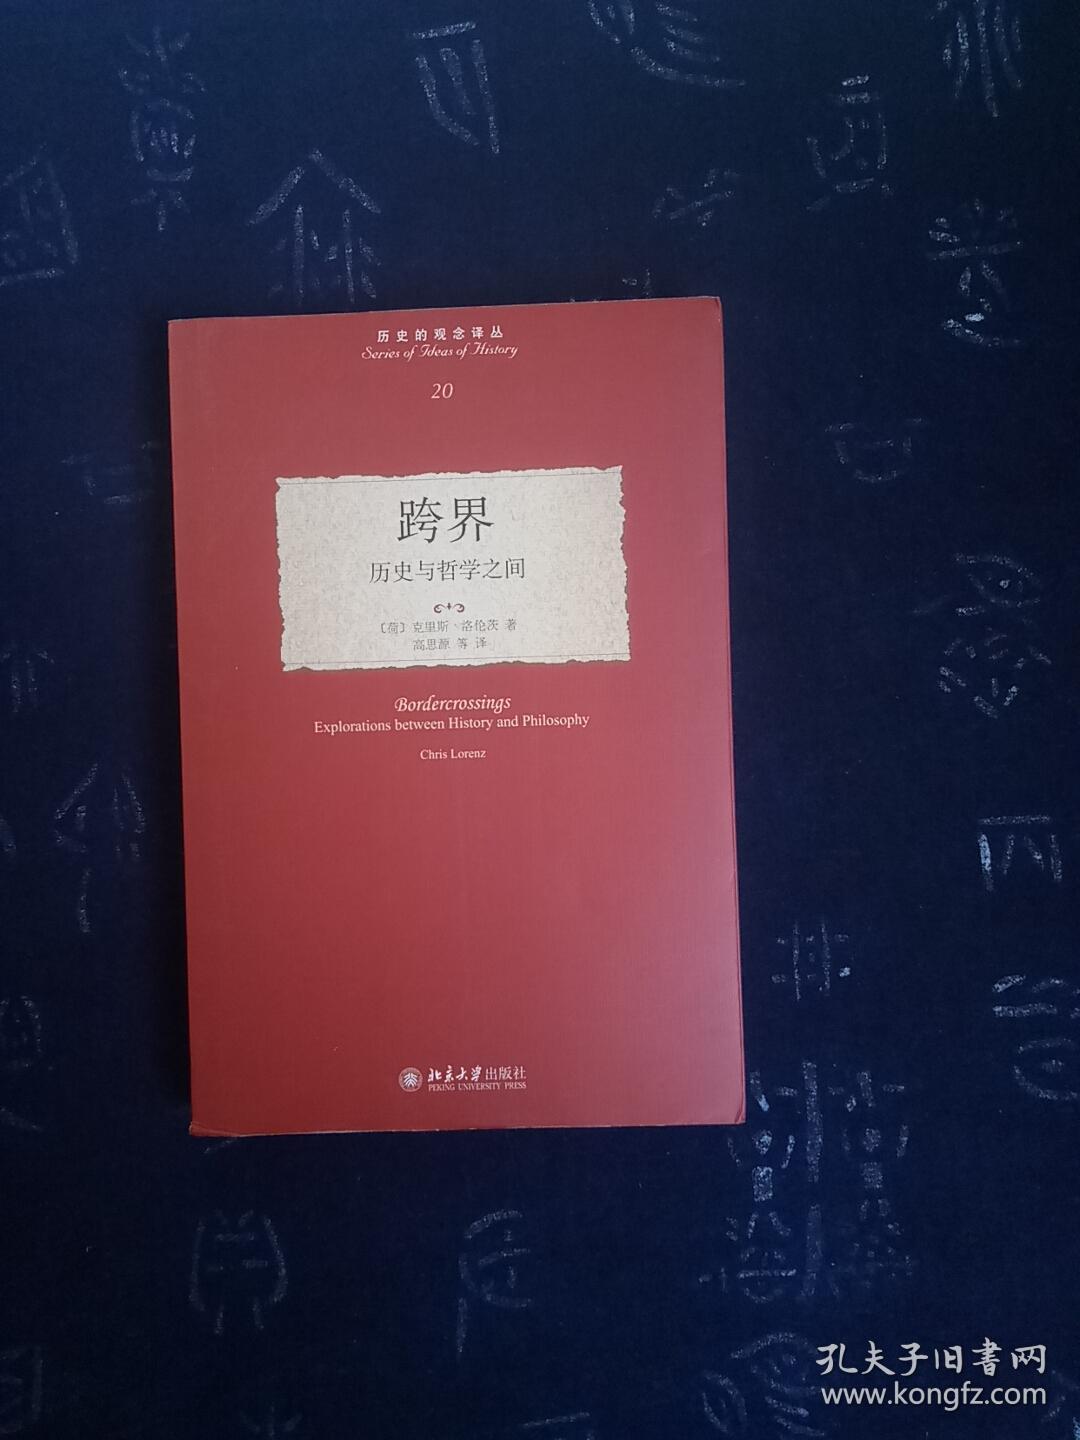 历史的观念译丛
Series of Ideas of History
20
跨界
历史与哲学之间
〔荷〕克里斯·洛伦茨 著
高思源 等 译
Bordercrossings
Explorations between History and Philosophy
Chris Lorenz
北京大学出版社
PEKING UNIVERSITY PRESS
孔夫子旧書网
www.kongfz.com